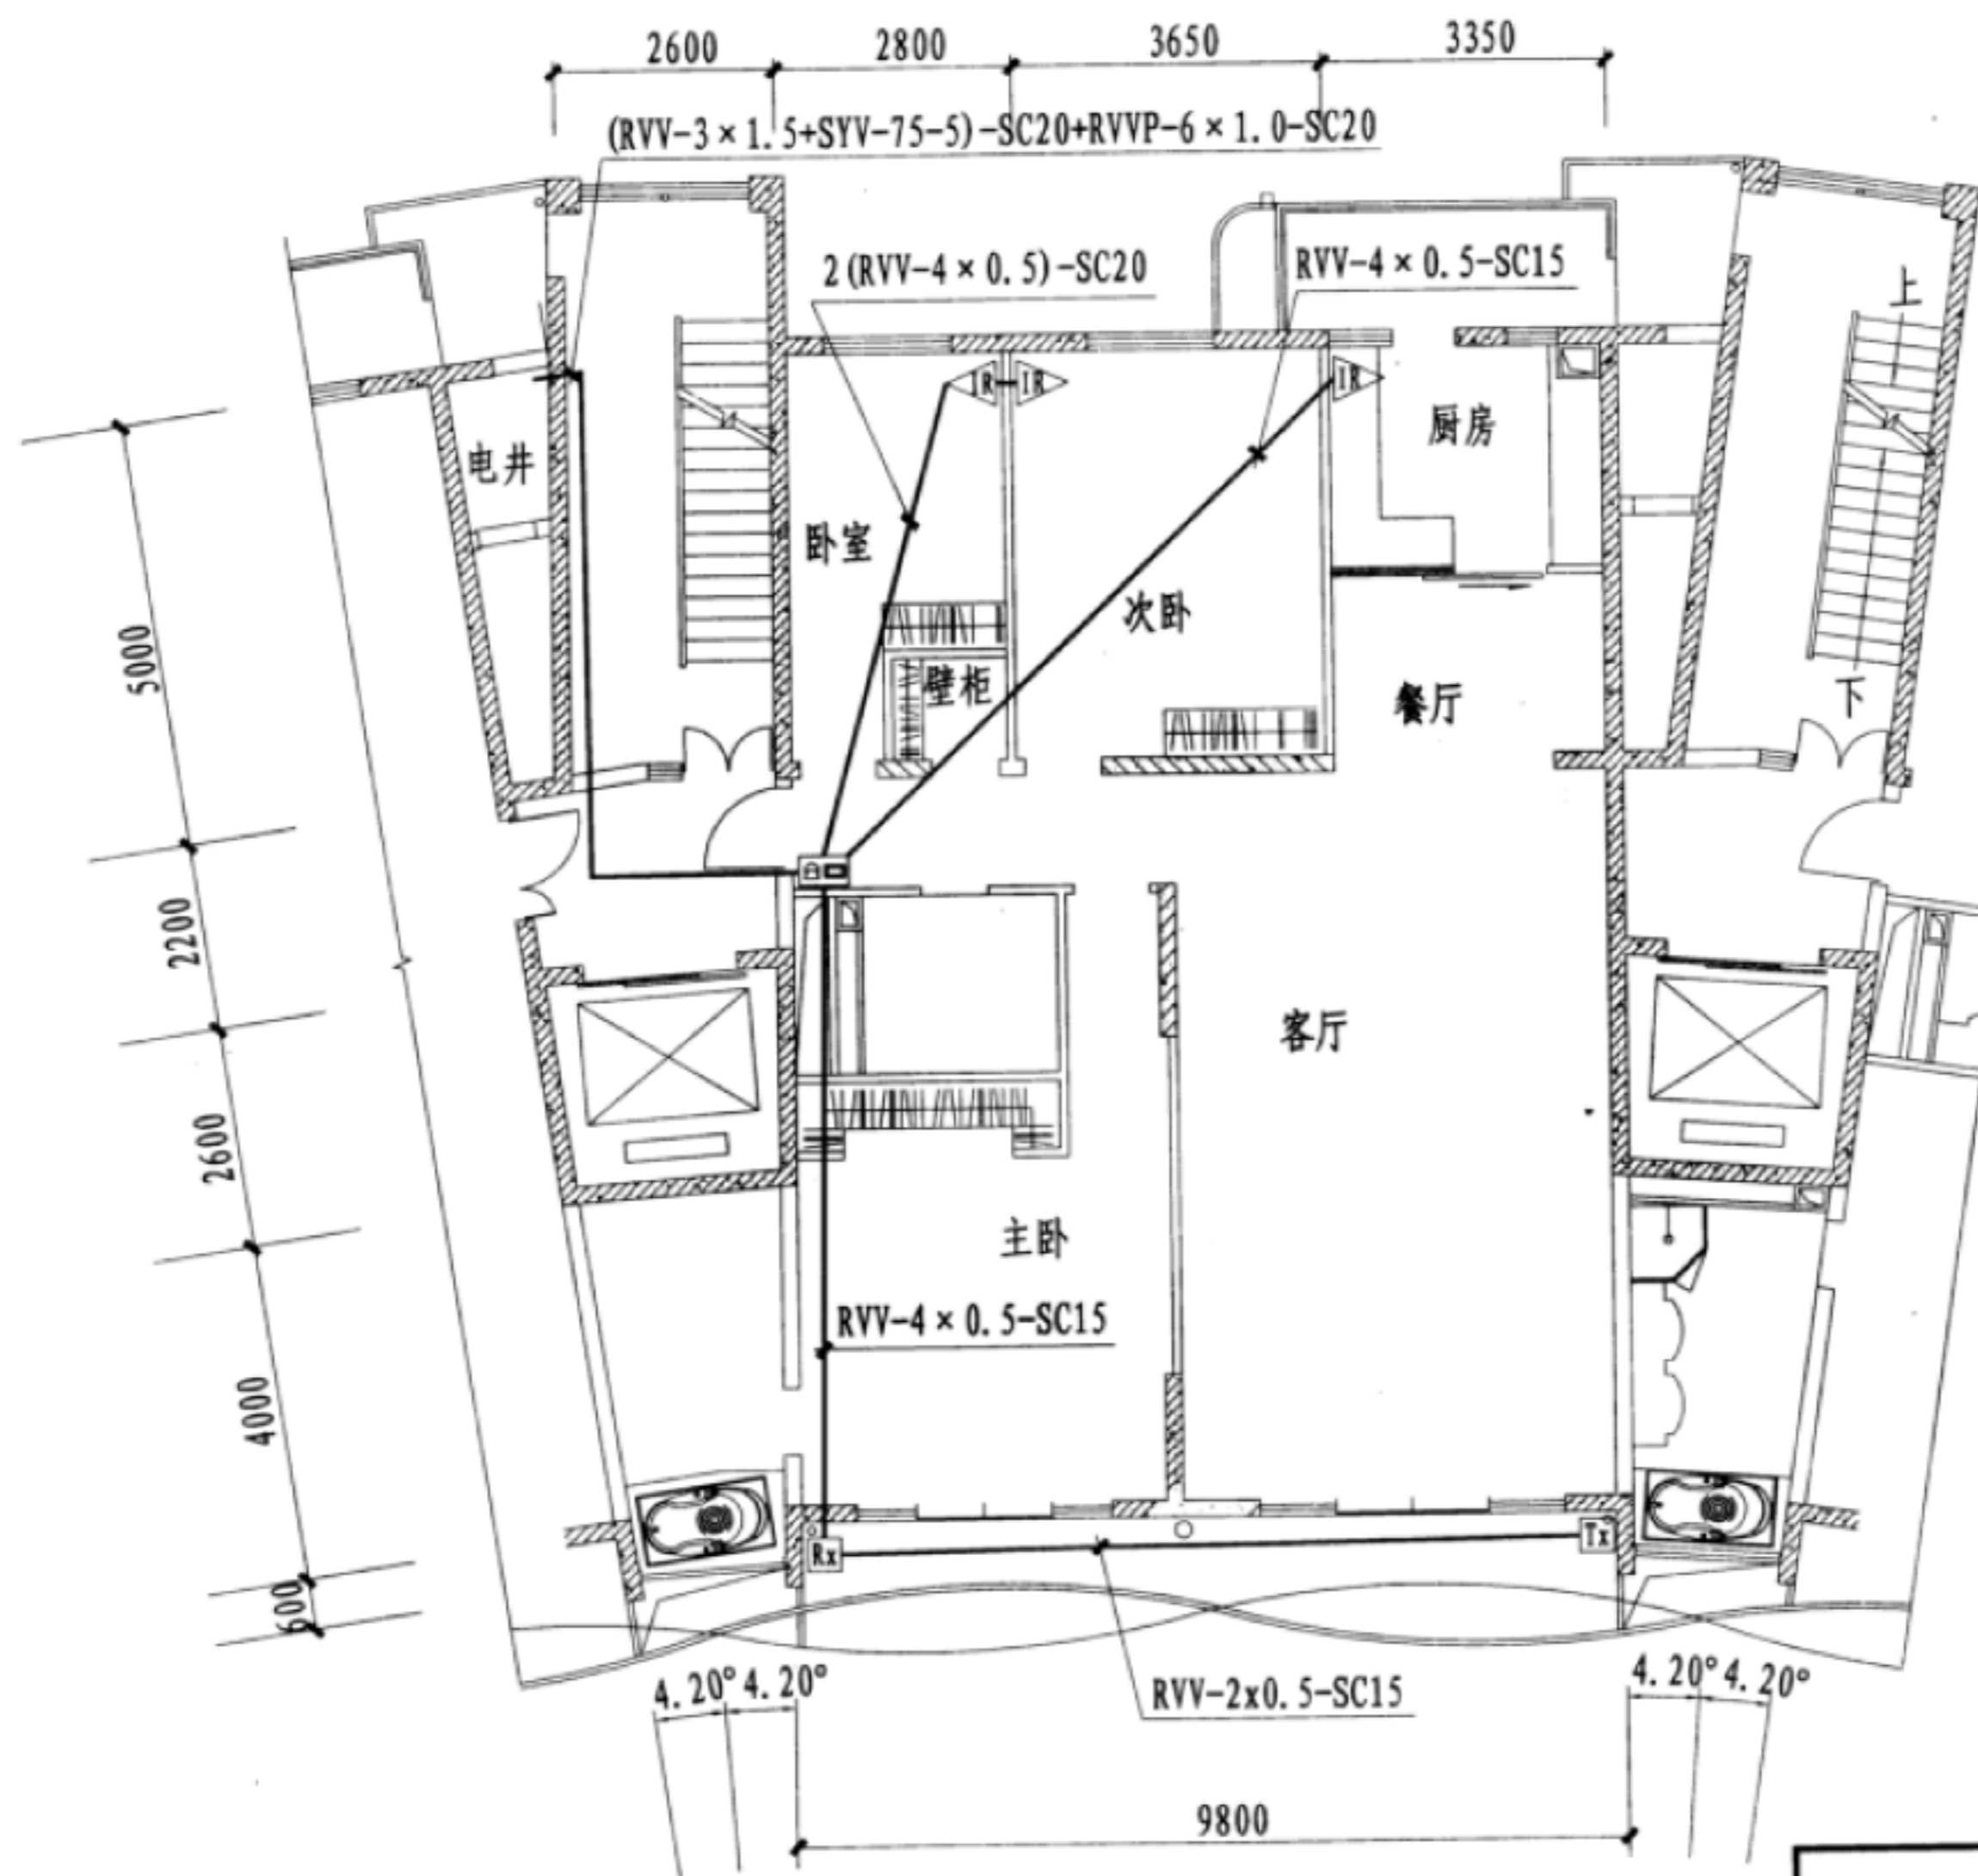 2600 2800 3650 3350
(RVV-3×1.5+SYV-75-5)-SC20+RVVP-6×1.0-SC20
2(RVV-4×0.5)-SC20
RVV-4×0.5-SC15
上
IR IR IR
厨房
电井
卧室
次卧
5000
壁柜
餐厅
下
2200
客厅
2600
主卧
RVV-4×0.5-SC15
4000
Rx Tx
600
4.20° 4.20°
RVV-2x0.5-SC15
4.20° 4.20°
9800